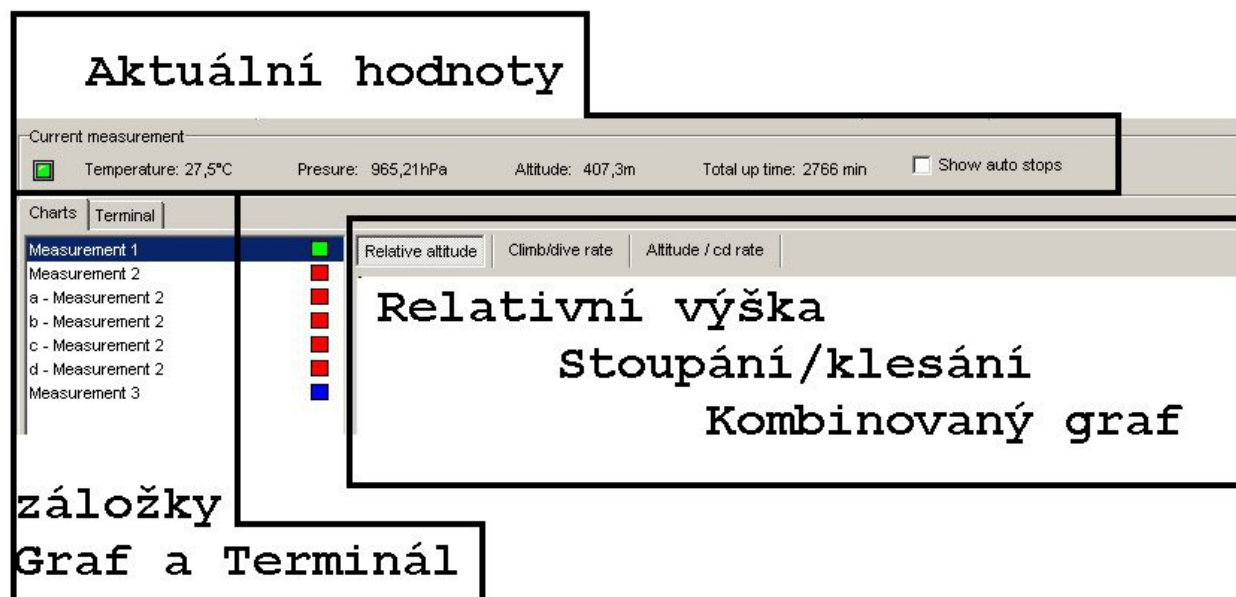 Aktuální hodnoty
Current measurement
Temperature: 27,5°C Presure: 965,21hPa Altitude: 407,3m Total up time: 2766 min Show auto stops
Charts Terminal
Measurement 1
Measurement 2
a - Measurement 2
b - Measurement 2
c - Measurement 2
d - Measurement 2
Measurement 3
Relative altitude Climb/dive rate Altitude / cd rate
Relativní výška
Stoupání/klesání
Kombinovaný graf
záložky
Graf a Terminál